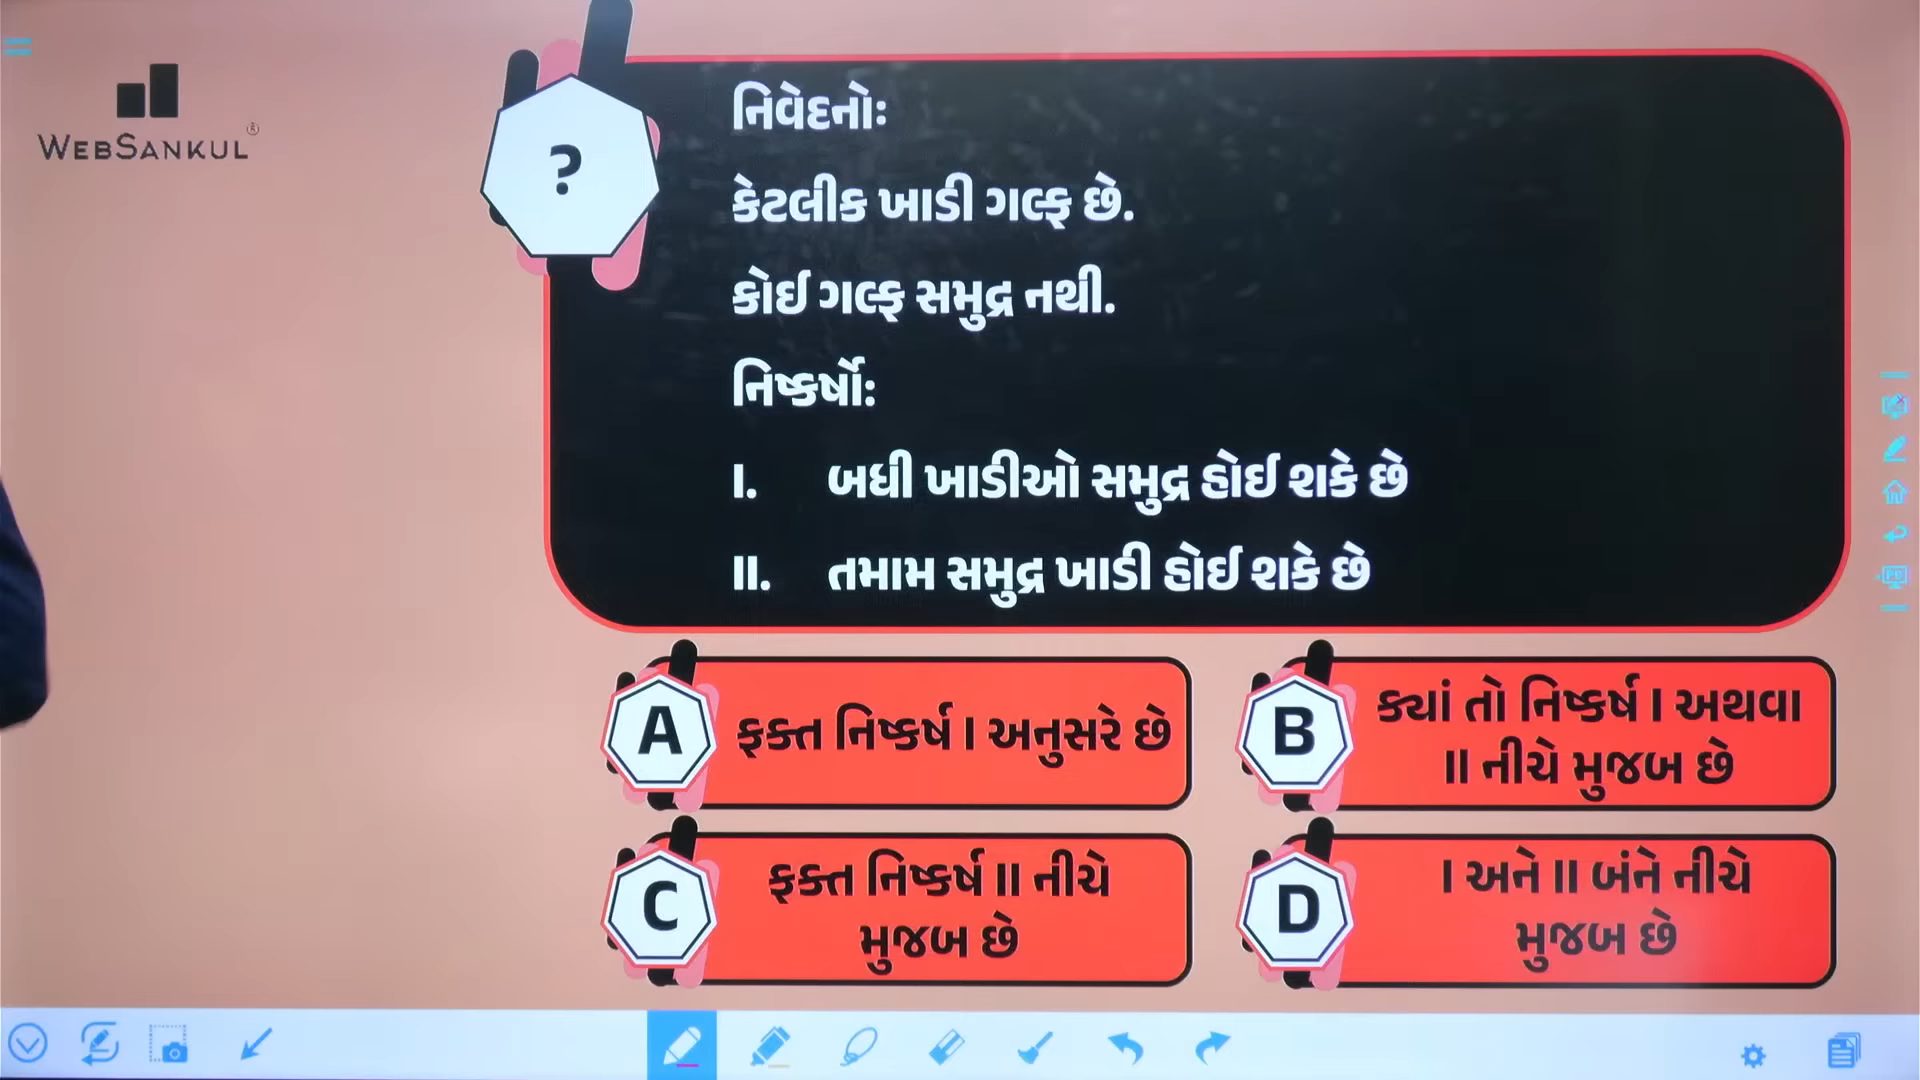 WEBSANKUL®
?
નિવેદનો:
કેટલીક ખાડી ગલ્ફ છે.
કોઈ ગલ્ફ સમુદ્ર નથી.
નિષ્કર્ષો:
I. બધી ખાડીઓ સમુદ્ર હોઈ શકે છે
II. તમામ સમુદ્ર ખાડી હોઈ શકે છે
A ફક્ત નિષ્કર્ષ I અનુસરે છે
B ક્યાં તો નિષ્કર્ષ I અથવા
II નીચે મુજબ છે
C ફક્ત નિષ્કર્ષ II નીચે
મુજબ છે
D I અને II બંને નીચે
મુજબ છે